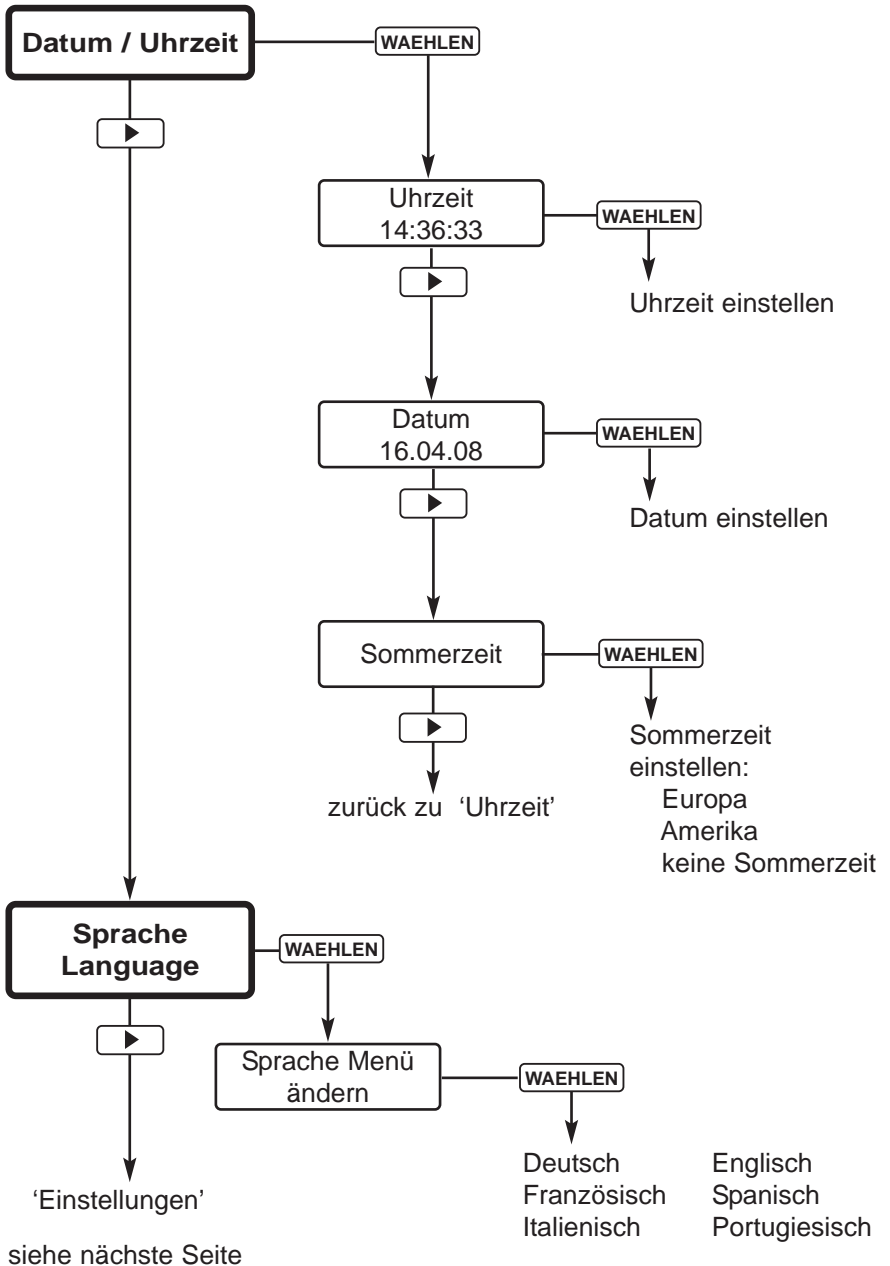 Datum / Uhrzeit
WAEHLEN
Uhrzeit
14:36:33
WAEHLEN
Uhrzeit einstellen
Datum
16.04.08
WAEHLEN
Datum einstellen
Sommerzeit
WAEHLEN
Sommerzeit
einstellen:
Europa
Amerika
keine Sommerzeit
zurück zu ‘Uhrzeit’
Sprache
Language
WAEHLEN
Sprache Menü
ändern
WAEHLEN
Deutsch Englisch
Französisch Spanisch
Italienisch Portugiesisch
‘Einstellungen’
siehe nächste Seite